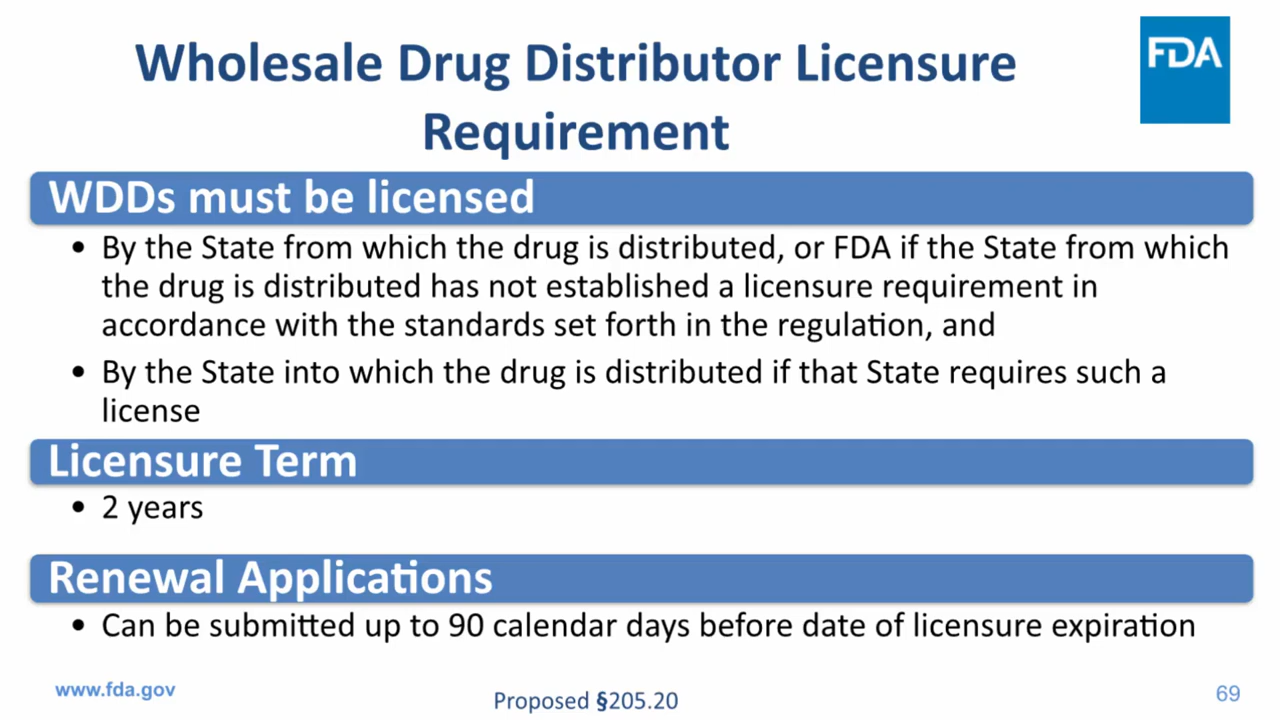 Wholesale Drug Distributor Licensure
Requirement
FDA
WDDs must be licensed
• By the State from which the drug is distributed, or FDA if the State from which
the drug is distributed has not established a licensure requirement in
accordance with the standards set forth in the regulation, and
• By the State into which the drug is distributed if that State requires such a
license
Licensure Term
• 2 years
Renewal Applications
• Can be submitted up to 90 calendar days before date of licensure expiration
www.fda.gov
Proposed §205.20
69